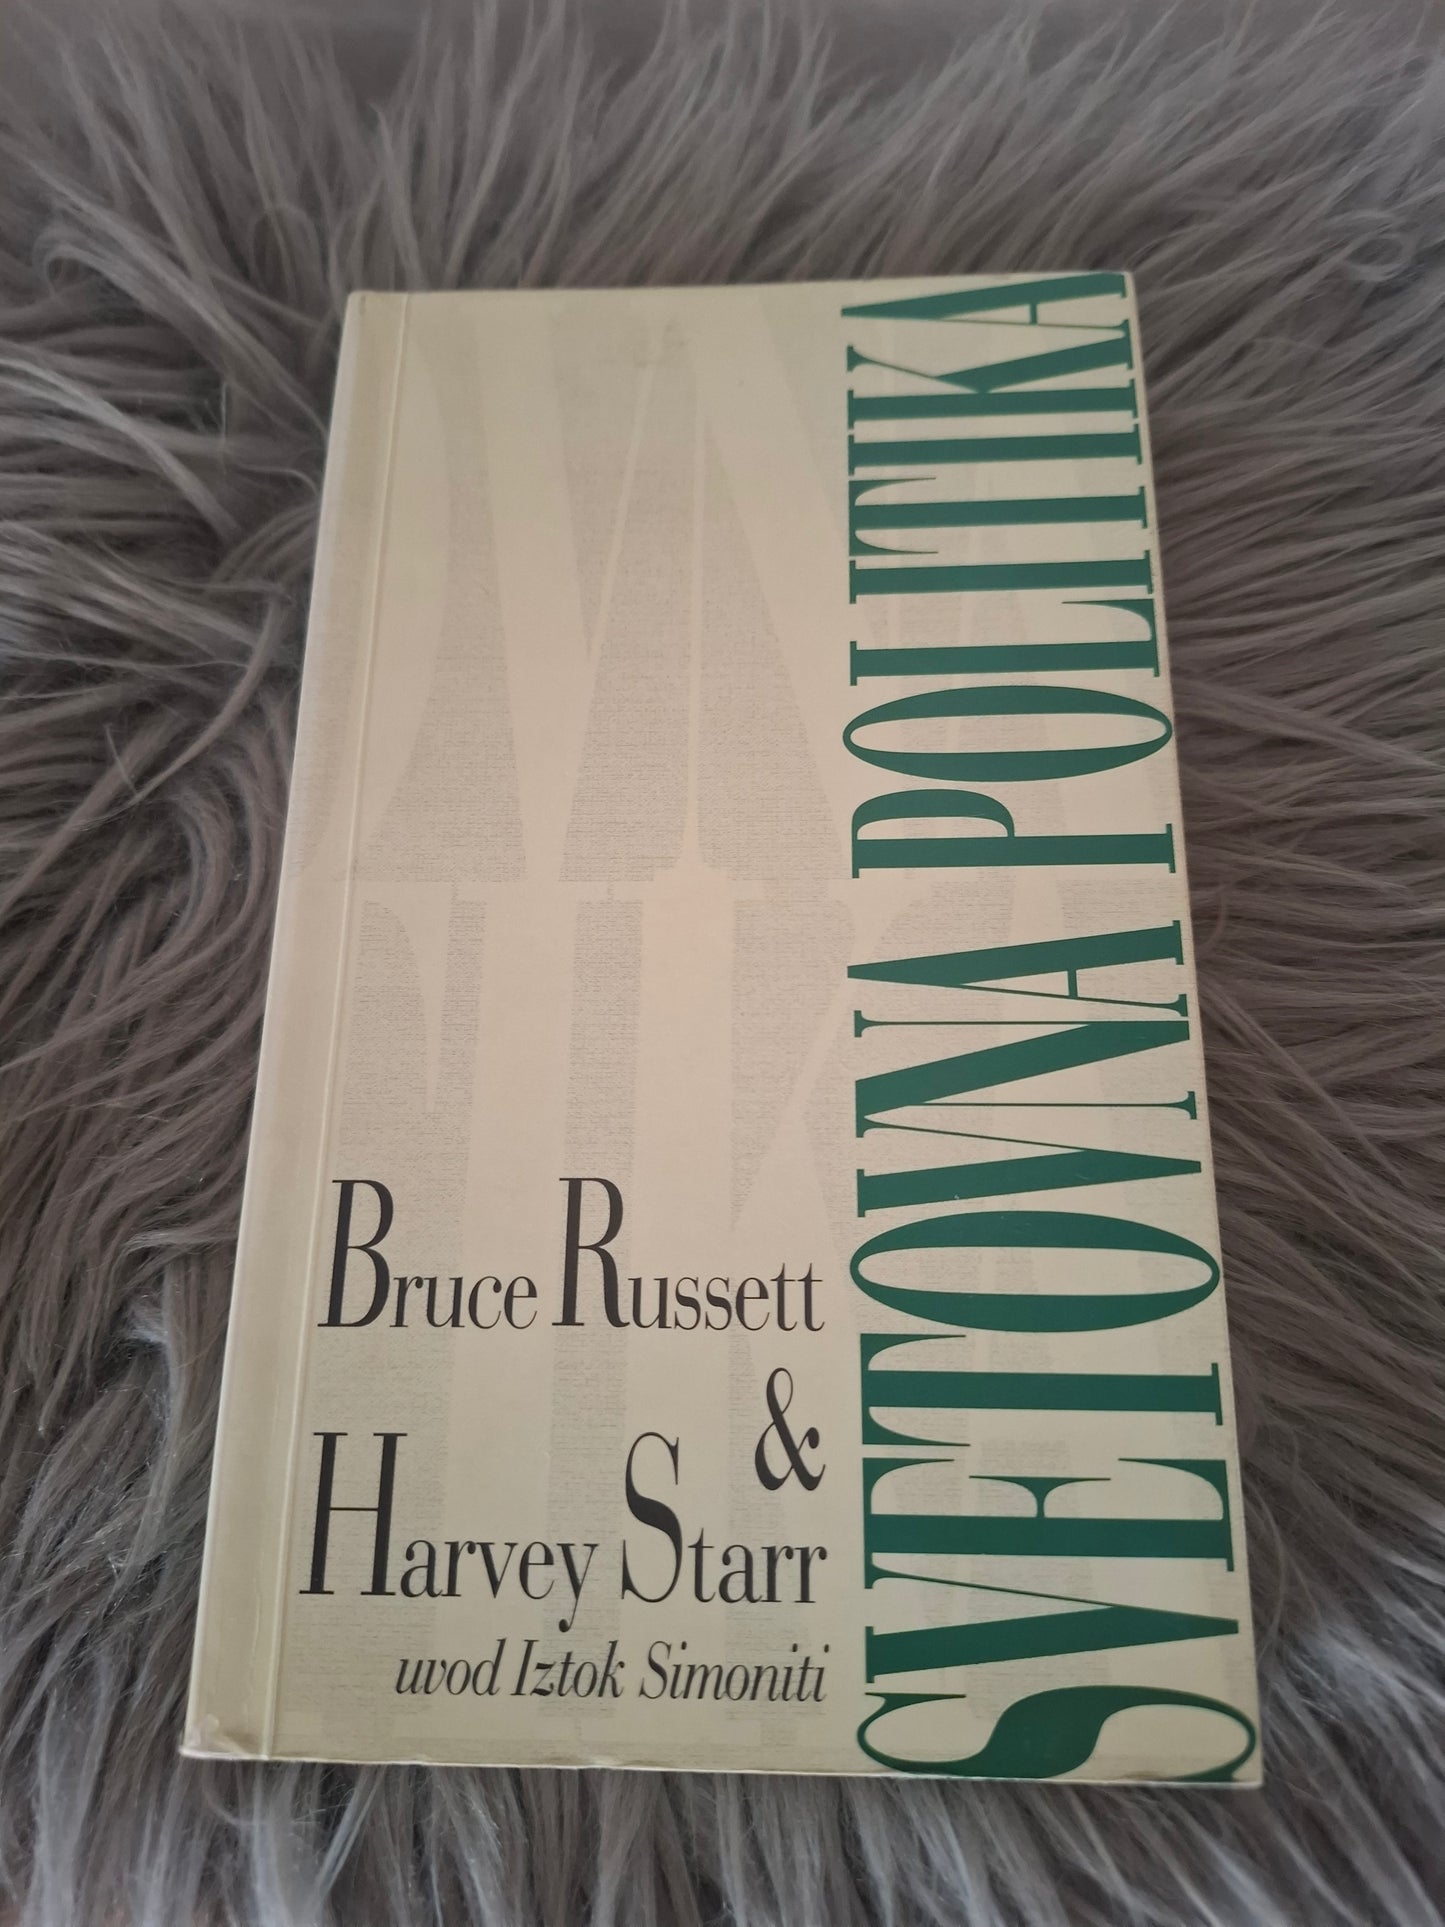 SVETOVNA POLITIKA
Bruce Russett
&
Harvey Starr
uvod Iztok Simoniti